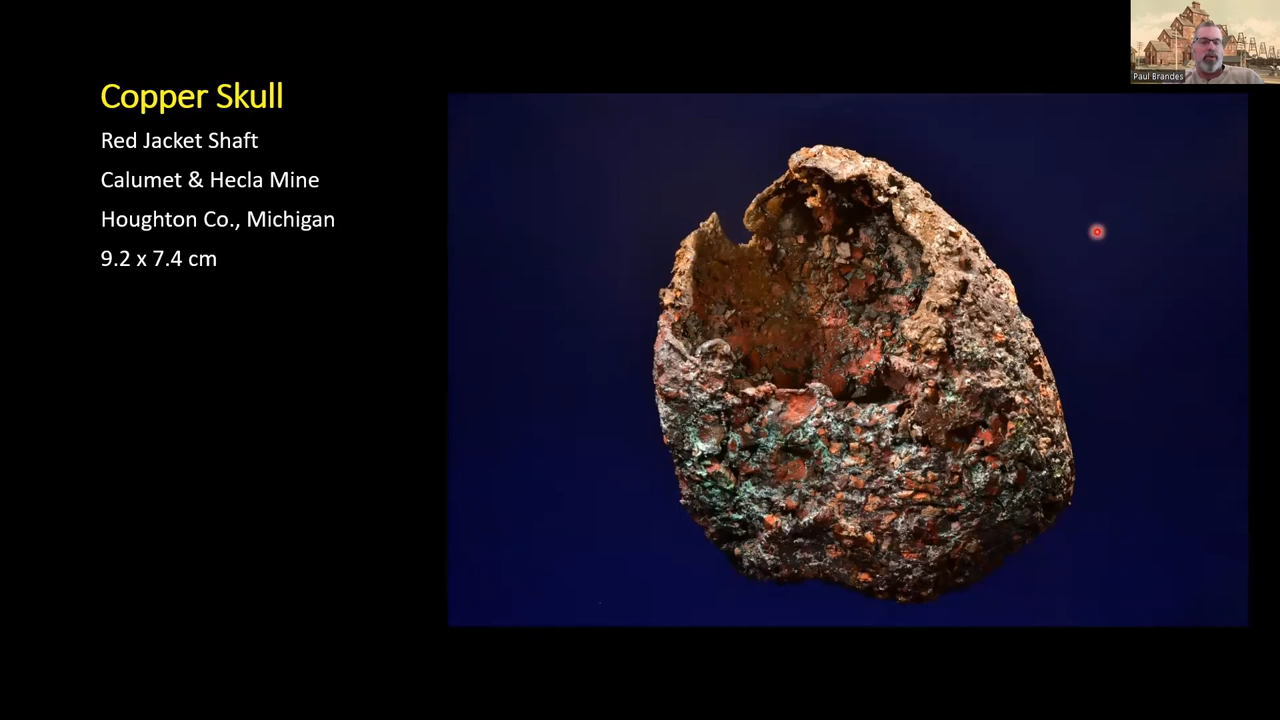 Copper Skull
Red Jacket Shaft
Calumet & Hecla Mine
Houghton Co., Michigan
9.2 x 7.4 cm
Paul Brandes